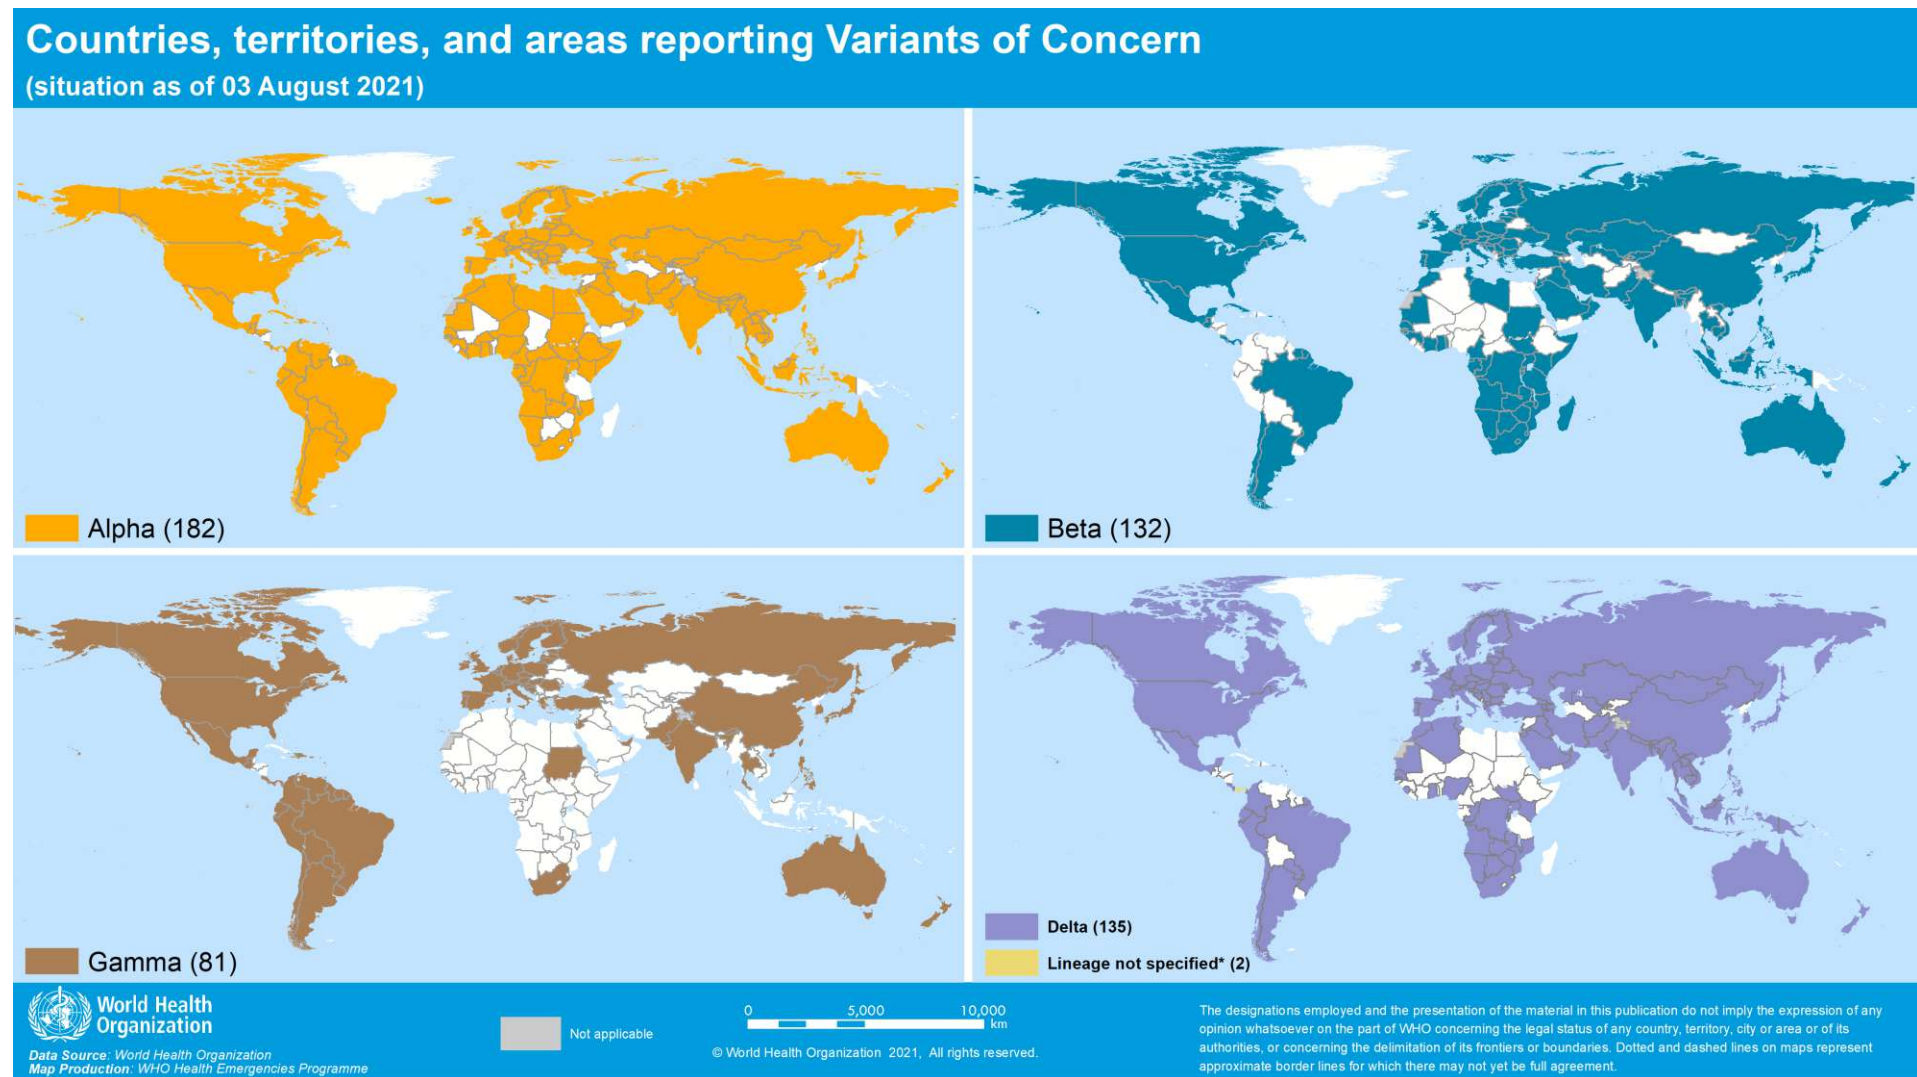 Countries, territories, and areas reporting Variants of Concern
(situation as of 03 August 2021)
Alpha (182)
Beta (132)
Gamma (81)
Delta (135)
Lineage not specified* (2)
World Health
Organization
Data Source: World Health Organization
Map Production: WHO Health Emergencies Programme
Not applicable
0 5,000 10,000
km
© World Health Organization 2021, All rights reserved.
The designations employed and the presentation of the material in this publication do not imply the expression of any
opinion whatsoever on the part of WHO concerning the legal status of any country, territory, city or area or of its
authorities, or concerning the delimitation of its frontiers or boundaries. Dotted and dashed lines on maps represent
approximate border lines for which there may not yet be full agreement.